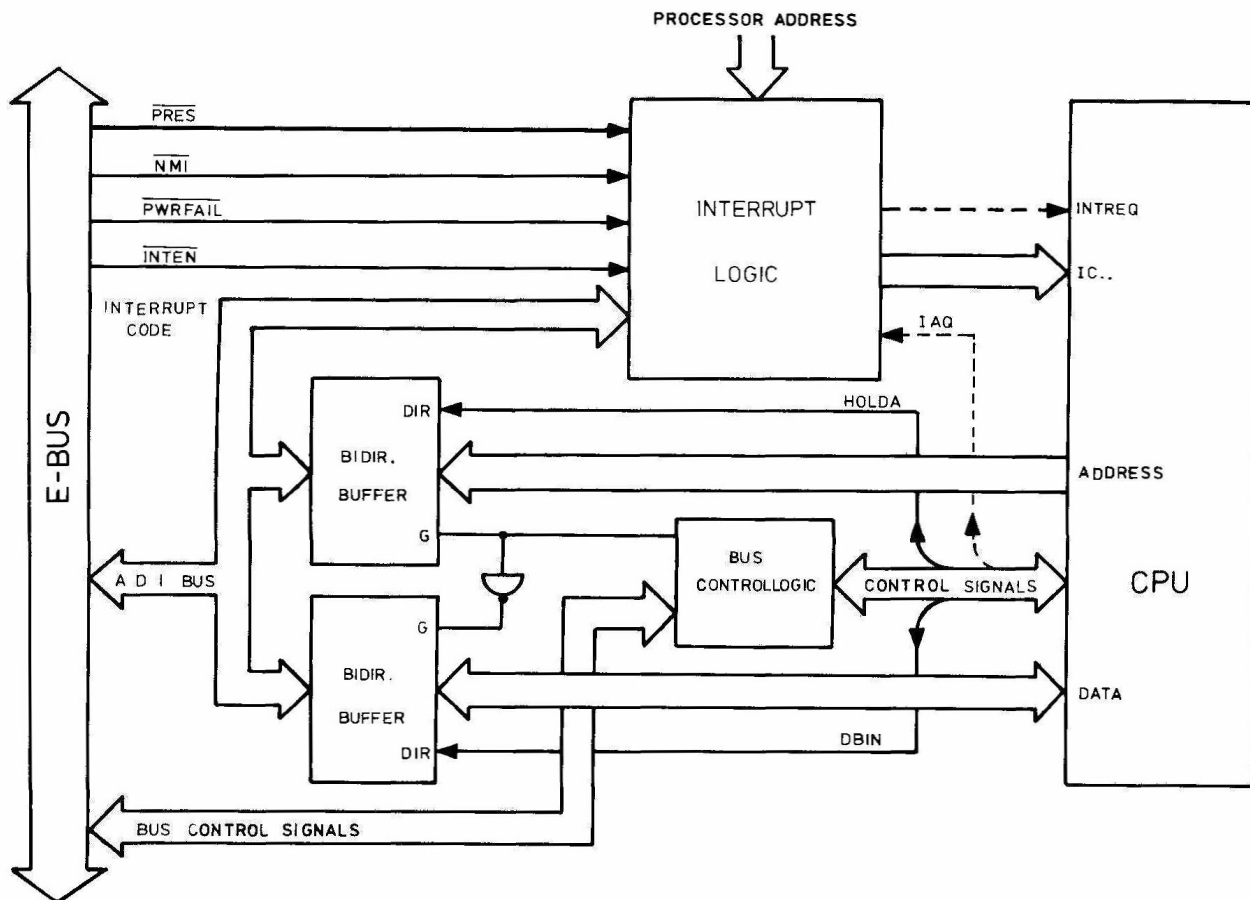 PROCESSOR ADDRESS
PRES
NMI
PWRFAIL
INTEN
INTERRUPT
CODE
INTERRUPT
LOGIC
INTREQ
IC..
IAQ
HOLDA
DIR
BIDIR.
BUFFER
G
ADDRESS
E-BUS
ADI BUS
BUS
CONTROLLOGIC
CONTROL SIGNALS
CPU
G
BIDIR.
BUFFER
DIR
DATA
DBIN
BUS CONTROL SIGNALS